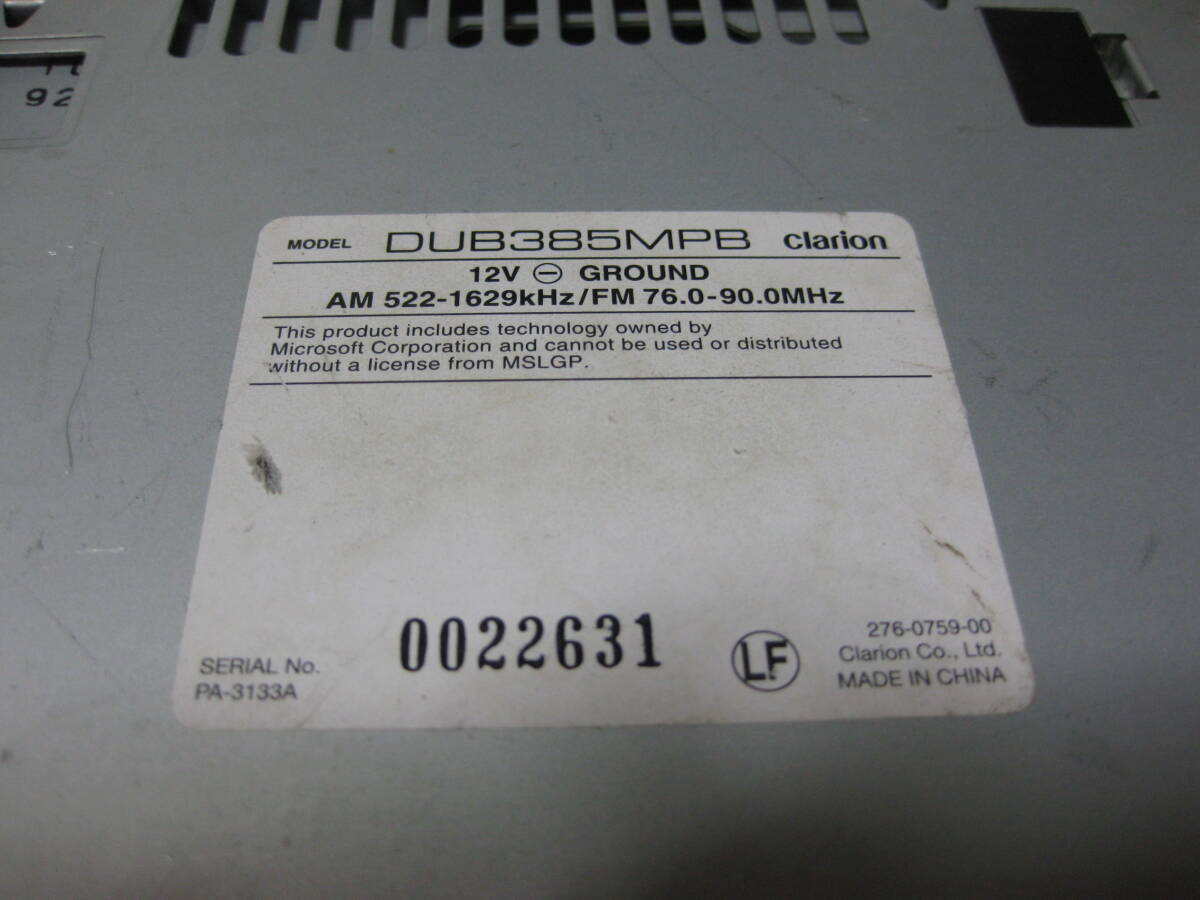 92
MODEL DUB385MPB clarion
12V ⊖ GROUND
AM 522-1629kHz/FM 76.0-90.0MHz
This product includes technology owned by
Microsoft Corporation and cannot be used or distributed
without a license from MSLGP.
SERIAL No.
PA-3133A
0022631
LF
276-0759-00
Clarion Co., Ltd.
MADE IN CHINA